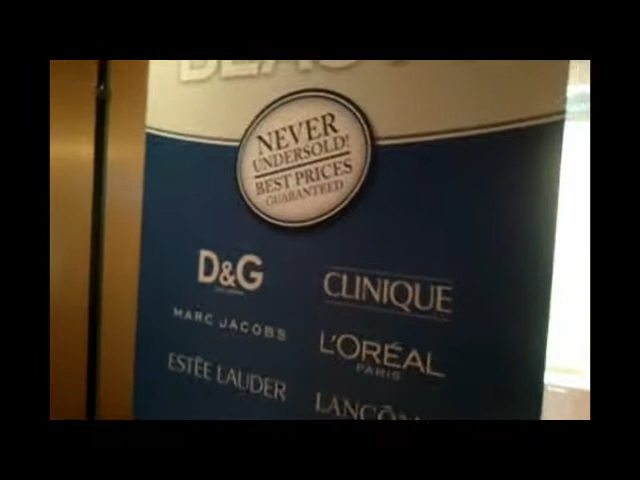 NEVER
UNDERSOLD!
BEST PRICES
GUARANTEED
D&G
CLINIQUE
MARC JACOBS
L'ORÉAL
PARIS
ESTĒE LAUDER